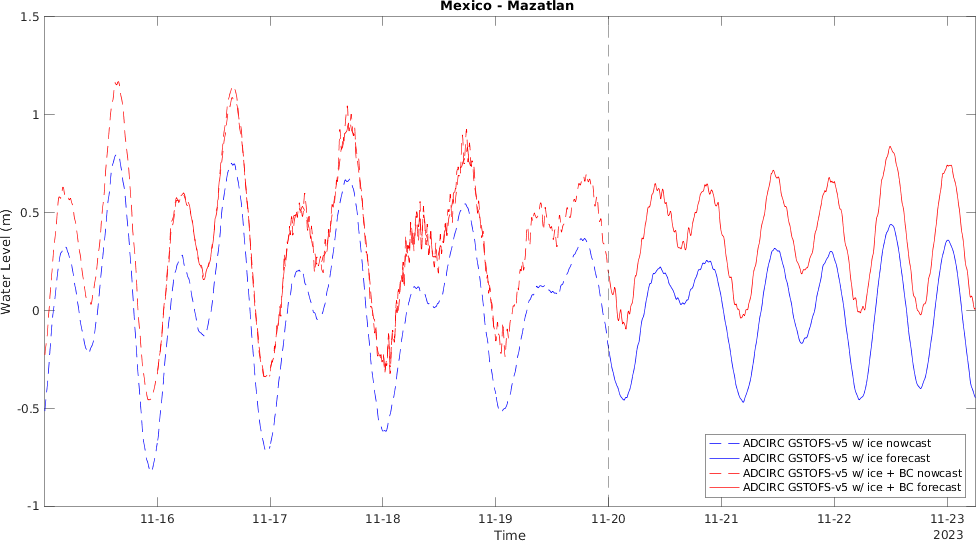 Mexico - Mazatlan
1.5
1
0.5
0
-0.5
-1
Water Level (m)
11-16
11-17
11-18
11-19
11-20
11-21
11-22
11-23
2023
Time
ADCIRC GSTOFS-v5 w/ ice nowcast
ADCIRC GSTOFS-v5 w/ ice forecast
ADCIRC GSTOFS-v5 w/ ice + BC nowcast
ADCIRC GSTOFS-v5 w/ ice + BC forecast